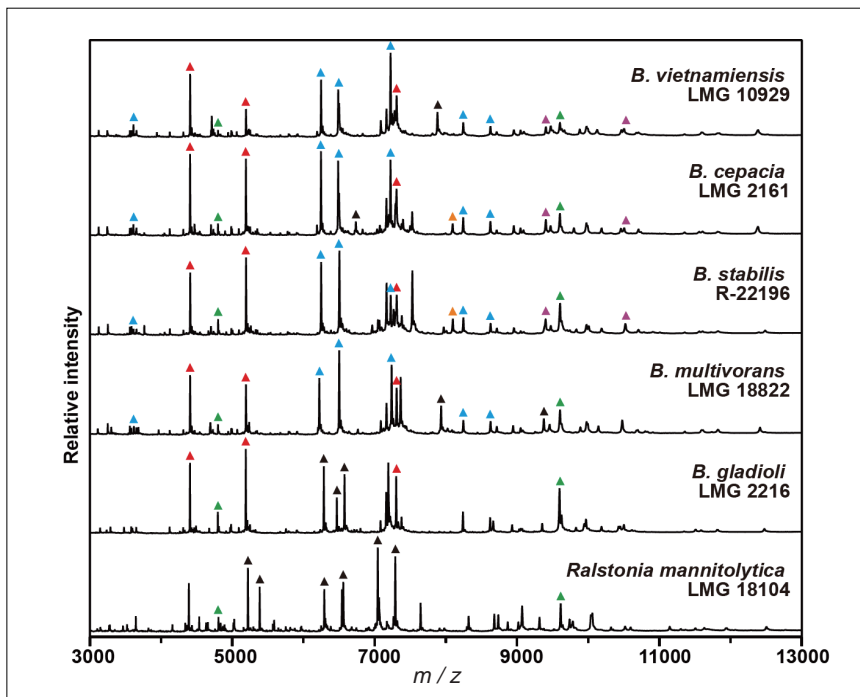 B. vietnamiensis
LMG 10929
B. cepacia
LMG 2161
B. stabilis
R-22196
B. multivorans
LMG 18822
B. gladioli
LMG 2216
Ralstonia mannitolytica
LMG 18104
Relative intensity
3000 5000 7000 9000 11000 13000
m / z